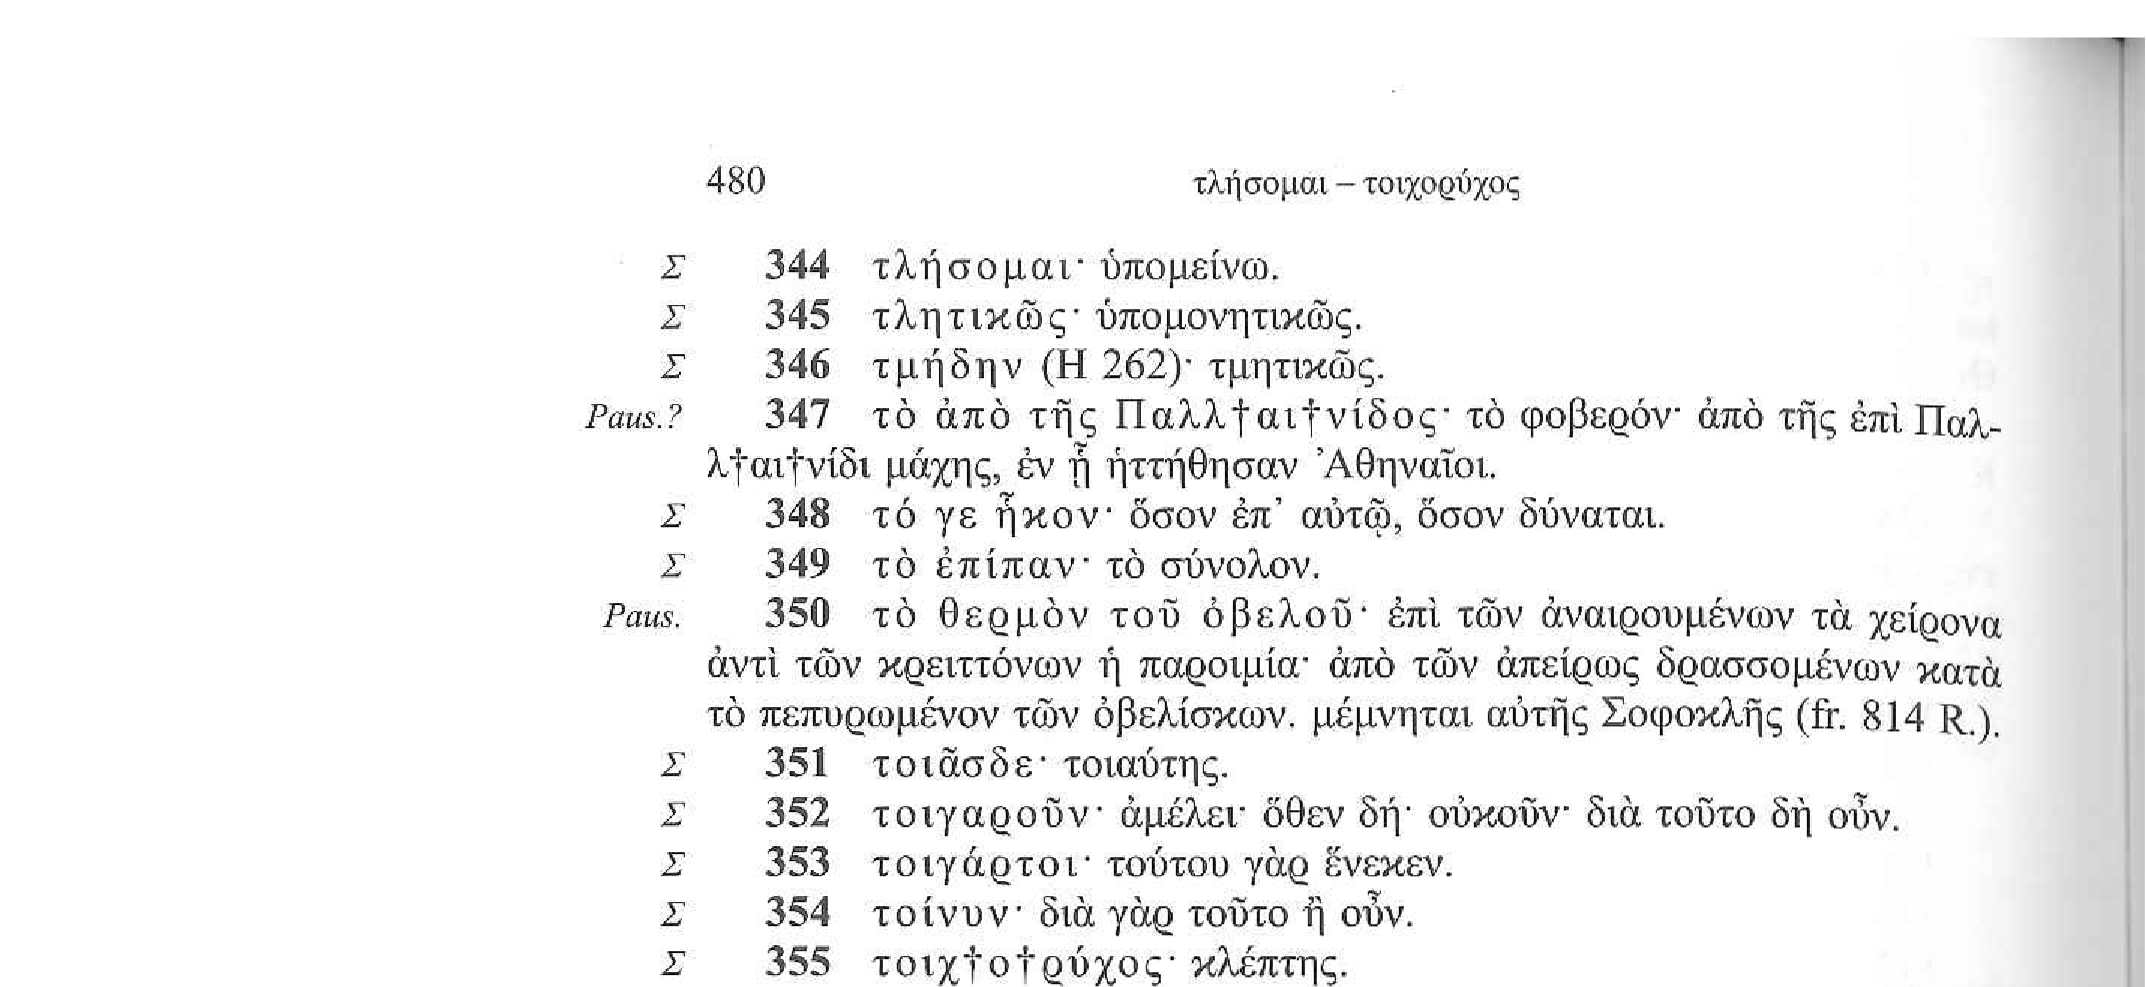 480 τλήσομαι – τοιχορύχος
Σ 344 τλήσομαι· ὑπομείνω.
Σ 345 τλητικῶς· ὑπομονητικῶς.
Σ 346 τμήδην (Η 262)· τμητικῶς.
Paus.? 347 τὸ ἀπὸ τῆς Παλλ†αι†νίδος· τὸ φοβερόν· ἀπὸ τῆς ἐπὶ Παλ-
λ†αι†νίδι μάχης, ἐν ᾗ ἡττήθησαν Ἀθηναῖοι.
Σ 348 τό γε ἧκον· ὅσον ἐπ’ αὐτῷ, ὅσον δύναται.
Σ 349 τὸ ἐπίπαν· τὸ σύνολον.
Paus. 350 τὸ θερμὸν τοῦ ὀβελοῦ· ἐπὶ τῶν ἀναιρουμένων τὰ χείρονα
ἀντὶ τῶν κρειττόνων ἡ παροιμία· ἀπὸ τῶν ἀπείρως δρασσομένων κατὰ
τὸ πεπυρωμένον τῶν ὀβελίσκων. μέμνηται αὐτῆς Σοφοκλῆς (fr. 814 R.).
Σ 351 τοιᾶσδε· τοιαύτης.
Σ 352 τοιγαροῦν· ἀμέλει· ὅθεν δή· οὐκοῦν· διὰ τοῦτο δὴ οὖν.
Σ 353 τοιγάρτοι· τούτου γὰρ ἕνεκεν.
Σ 354 τοίνυν· διὰ γὰρ τοῦτο ἢ οὖν.
Σ 355 τοιχ†ο†ρύχος· κλέπτης.